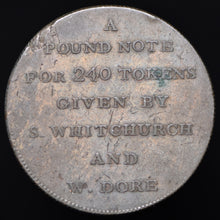 A
POUND NOTE
FOR 240 TOKENS
GIVEN BY
S. WHITCHURCH
AND
W. DORE